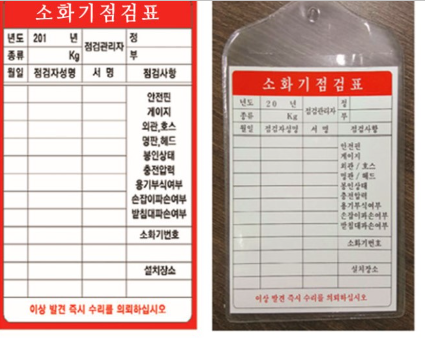 소화기점검표
년도 201 년 점검관리자 정
종류 Kg 부
월일 점검자성명 서 명 점검사항
안전핀
게이지
외관,호스
명판,헤드
봉인상태
충전압력
용기부식여부
손잡이파손여부
받침대파손여부
소화기번호
설치장소
이상 발견 즉시 수리를 의뢰하십시오
소화기점검표
년도 20 년 점검관리자 정
종류 Kg 부
월일 점검자성명 서 명 점검사항
안전핀
게이지
외관 / 호스
명판 / 헤드
봉인상태
충전압력
용기부식여부
손잡이파손여부
받침대파손여부
소화기번호
설치장소
이상 발견 즉시 수리를 의뢰하십시오